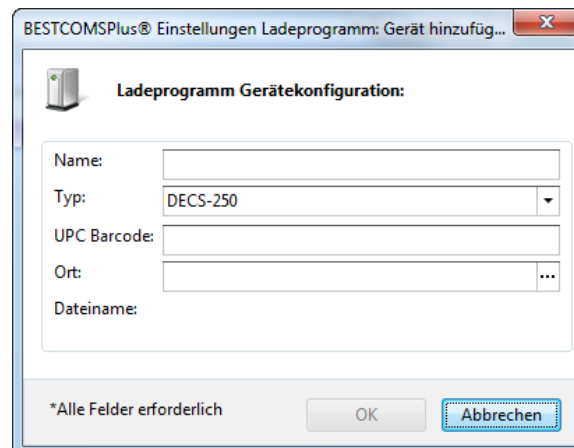 BESTCOMSPlus® Einstellungen Ladeprogramm: Gerät hinzufüg...
Ladeprogramm Gerätekonfiguration:
Name:
Typ: DECS-250
UPC Barcode:
Ort: ...
Dateiname:
*Alle Felder erforderlich OK Abbrechen